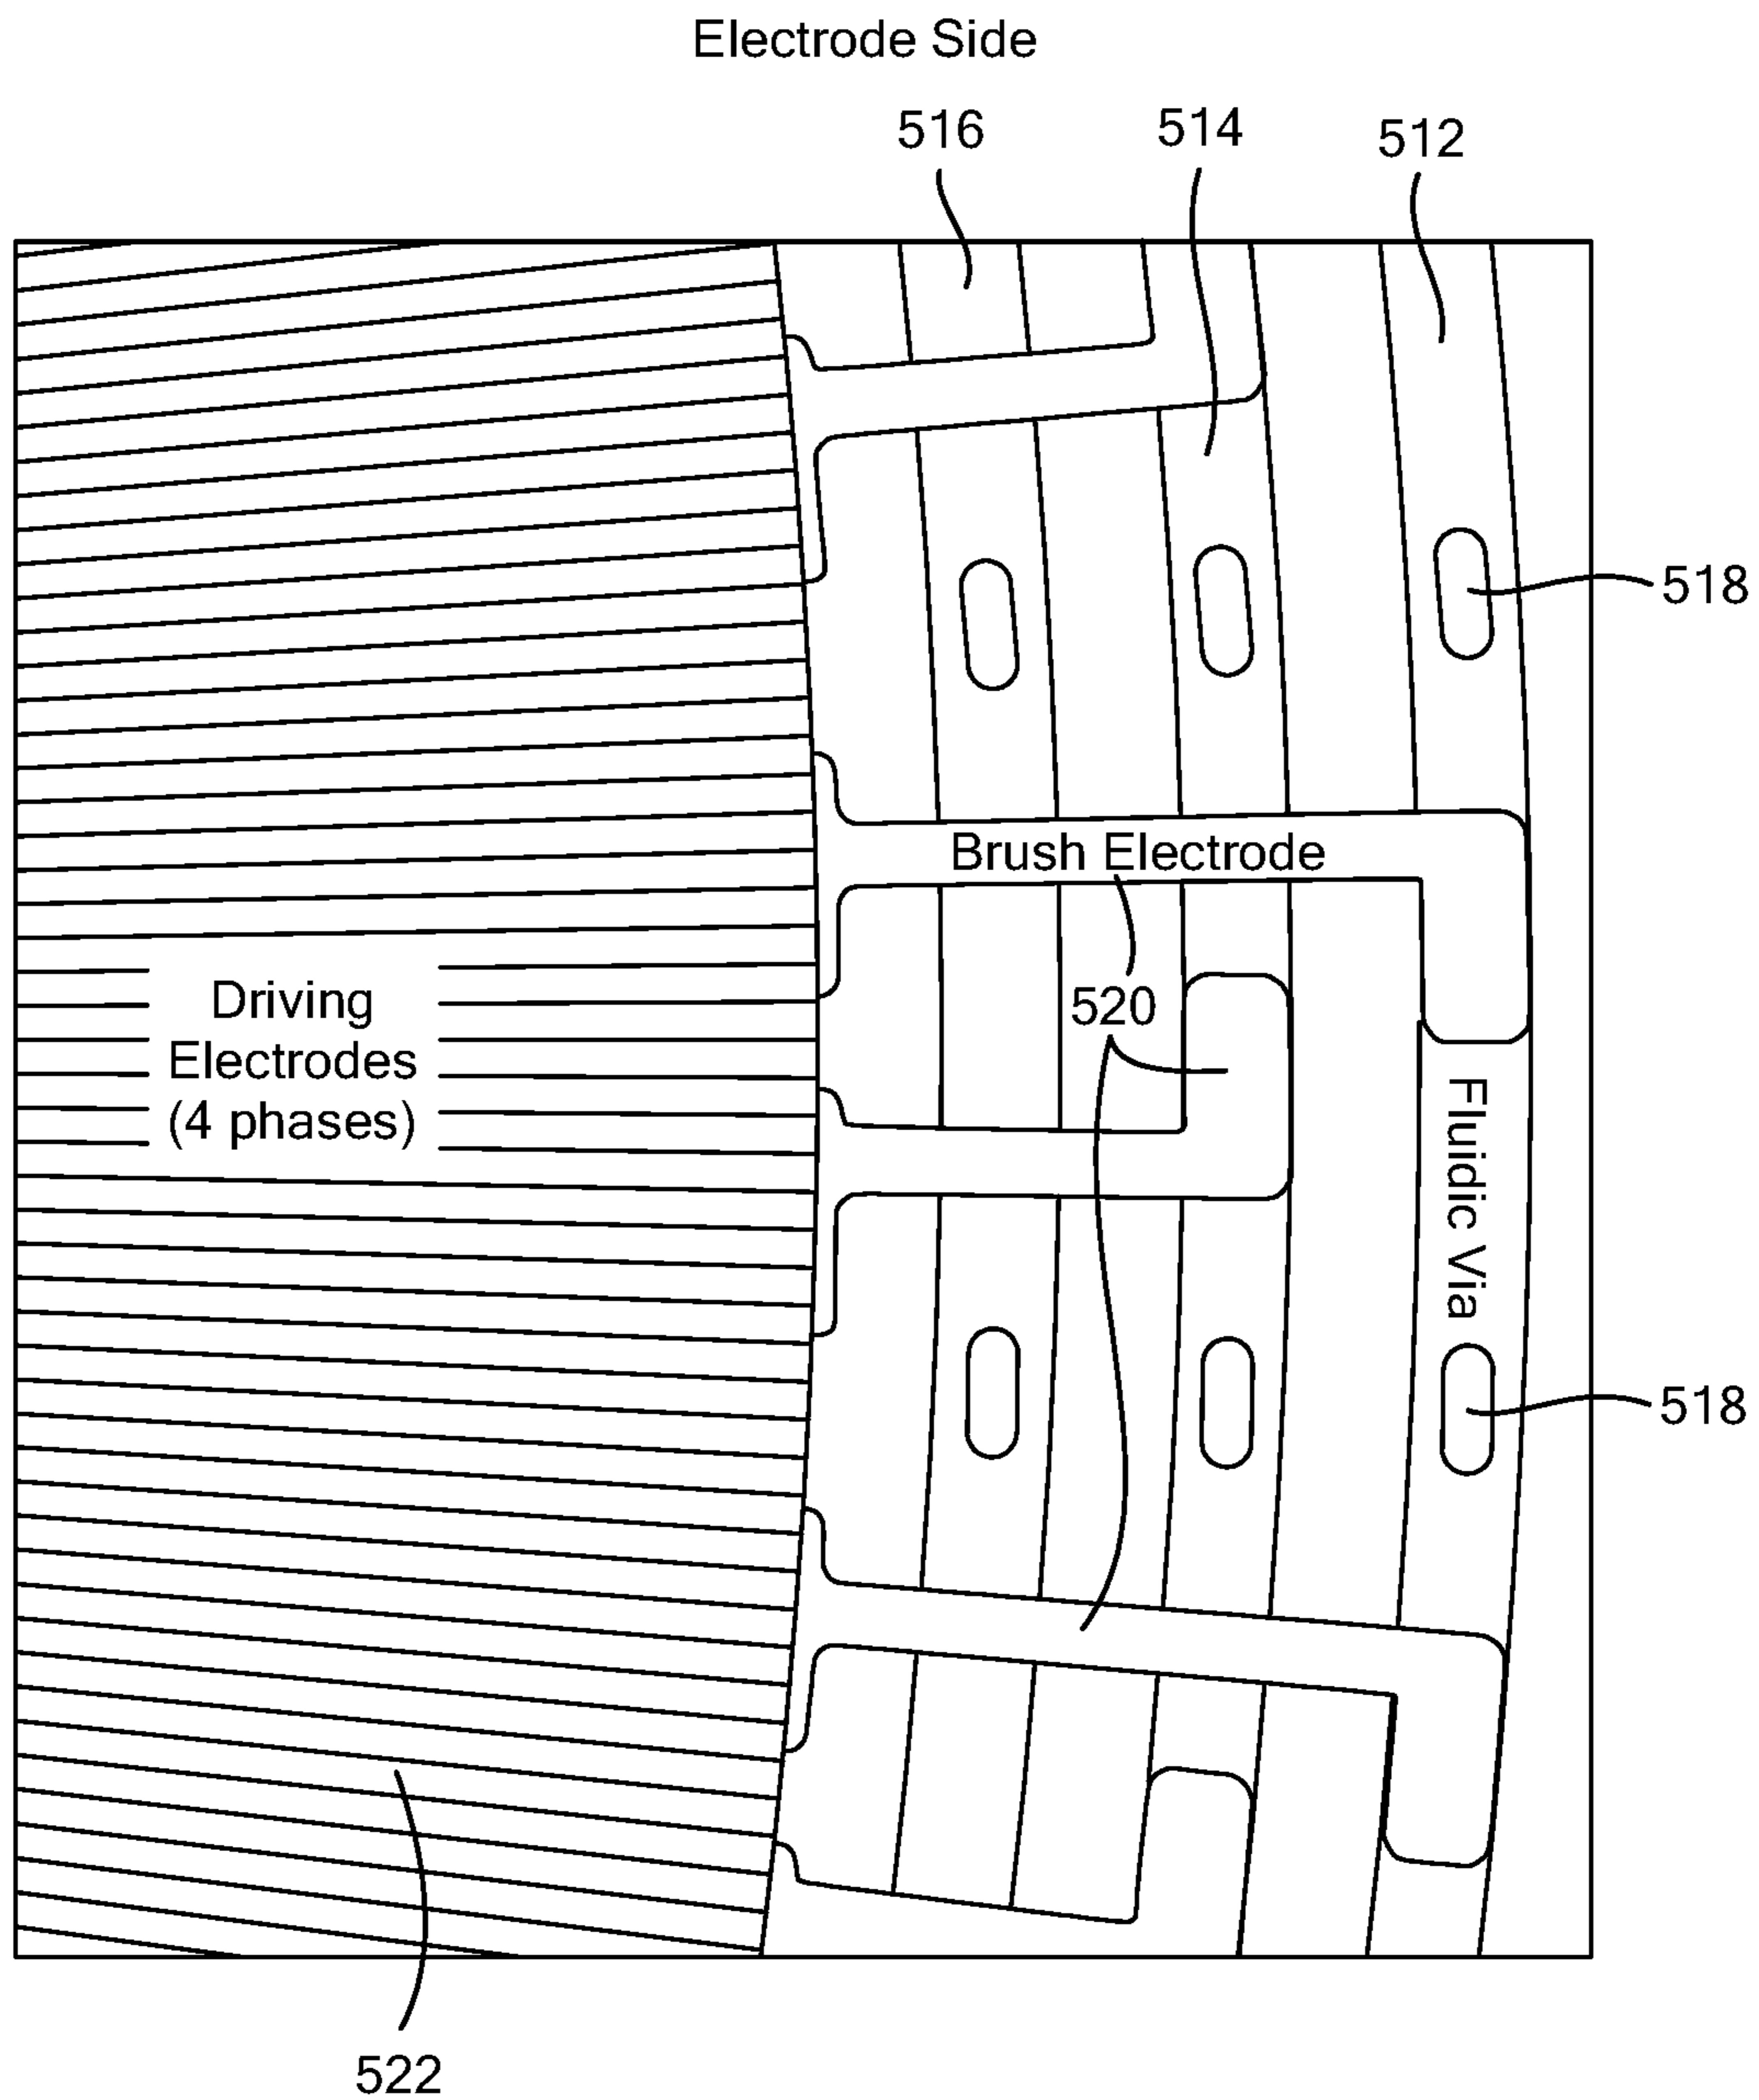 Electrode Side
516
514
512
518
Brush Electrode
520
Driving
Electrodes
(4 phases)
Fluidic Via
518
522